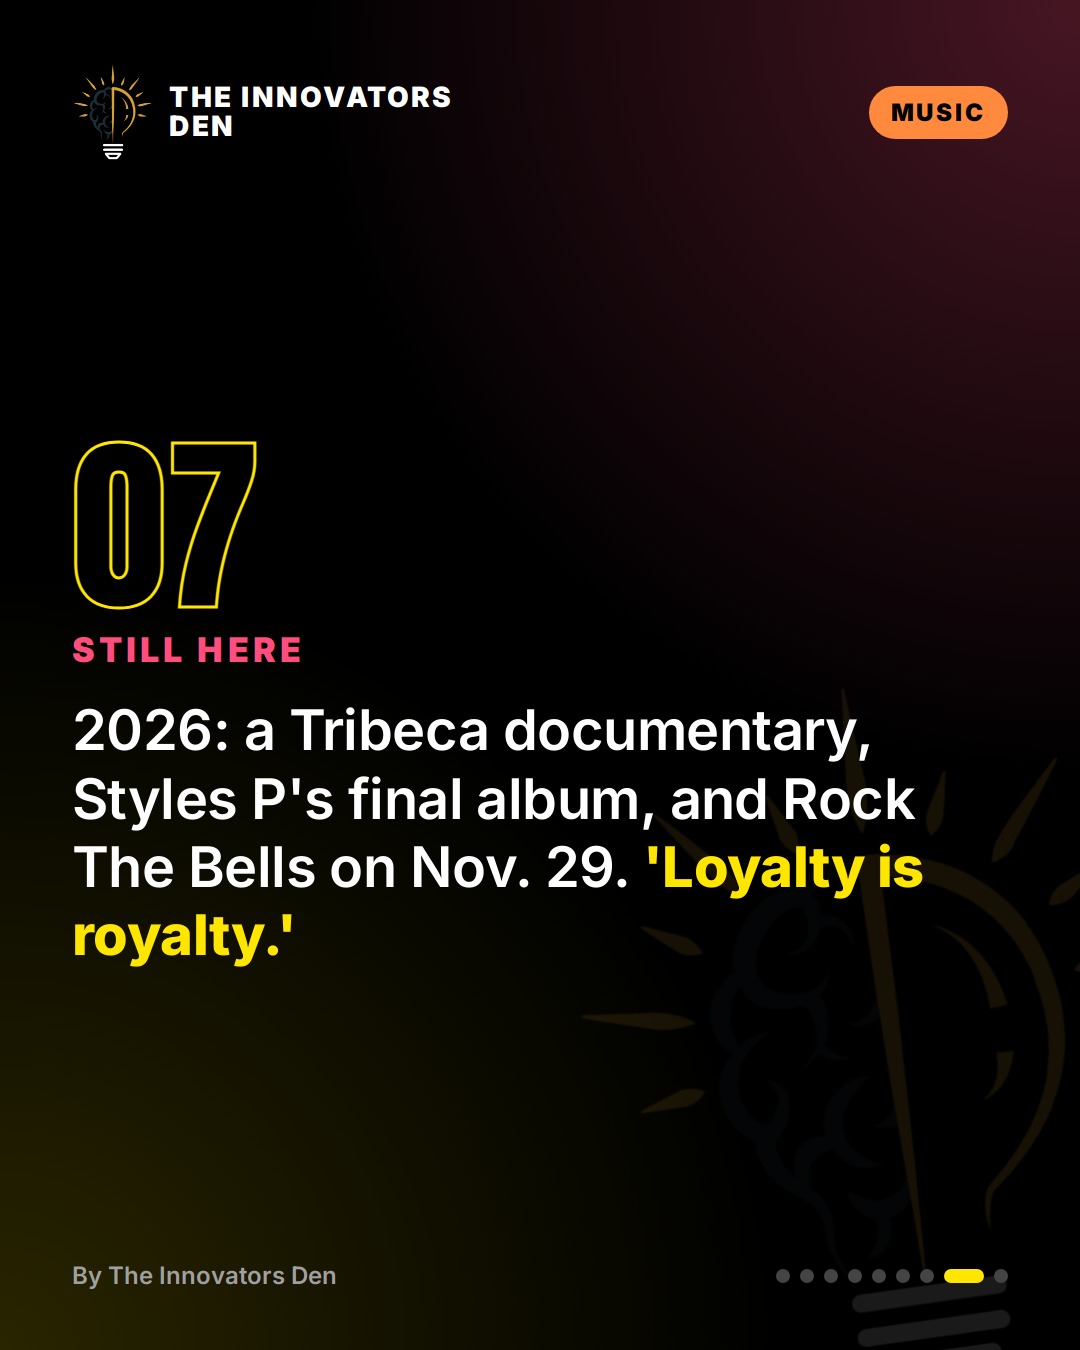 THE INNOVATORS
DEN
MUSIC
07
STILL HERE
2026: a Tribeca documentary,
Styles P's final album, and Rock
The Bells on Nov. 29. 'Loyalty is
royalty.'
By The Innovators Den